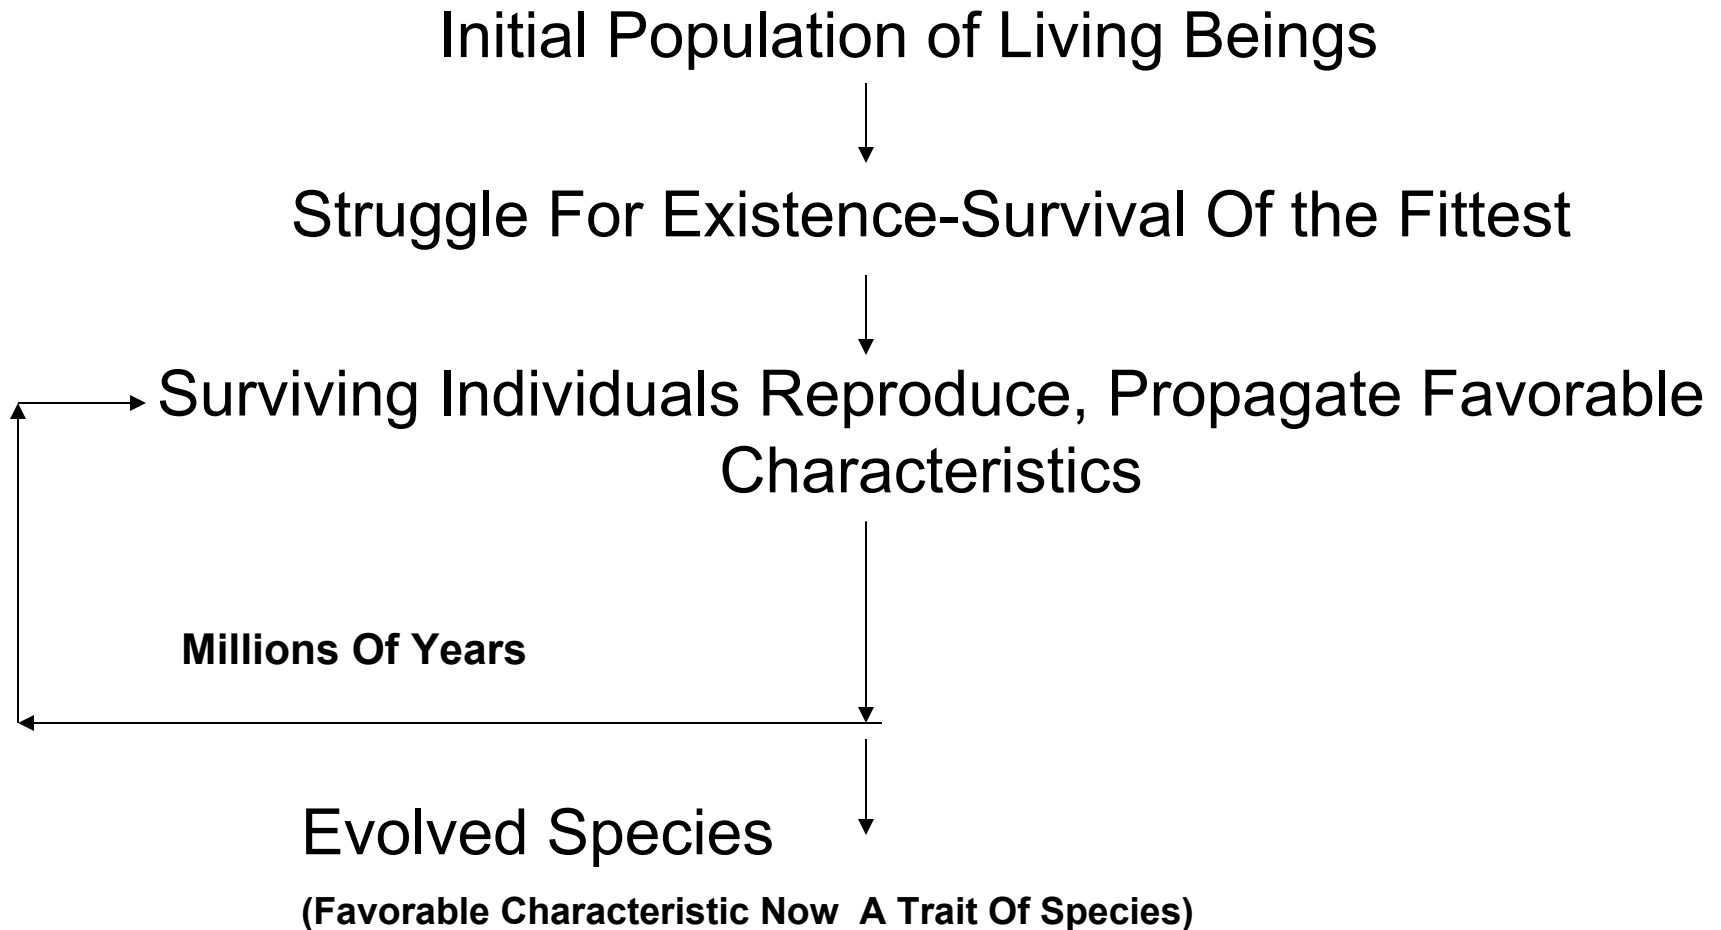 Initial Population of Living Beings
Struggle For Existence-Survival Of the Fittest
Surviving Individuals Reproduce, Propagate Favorable
Characteristics
Millions Of Years
Evolved Species
(Favorable Characteristic Now  A Trait Of Species)